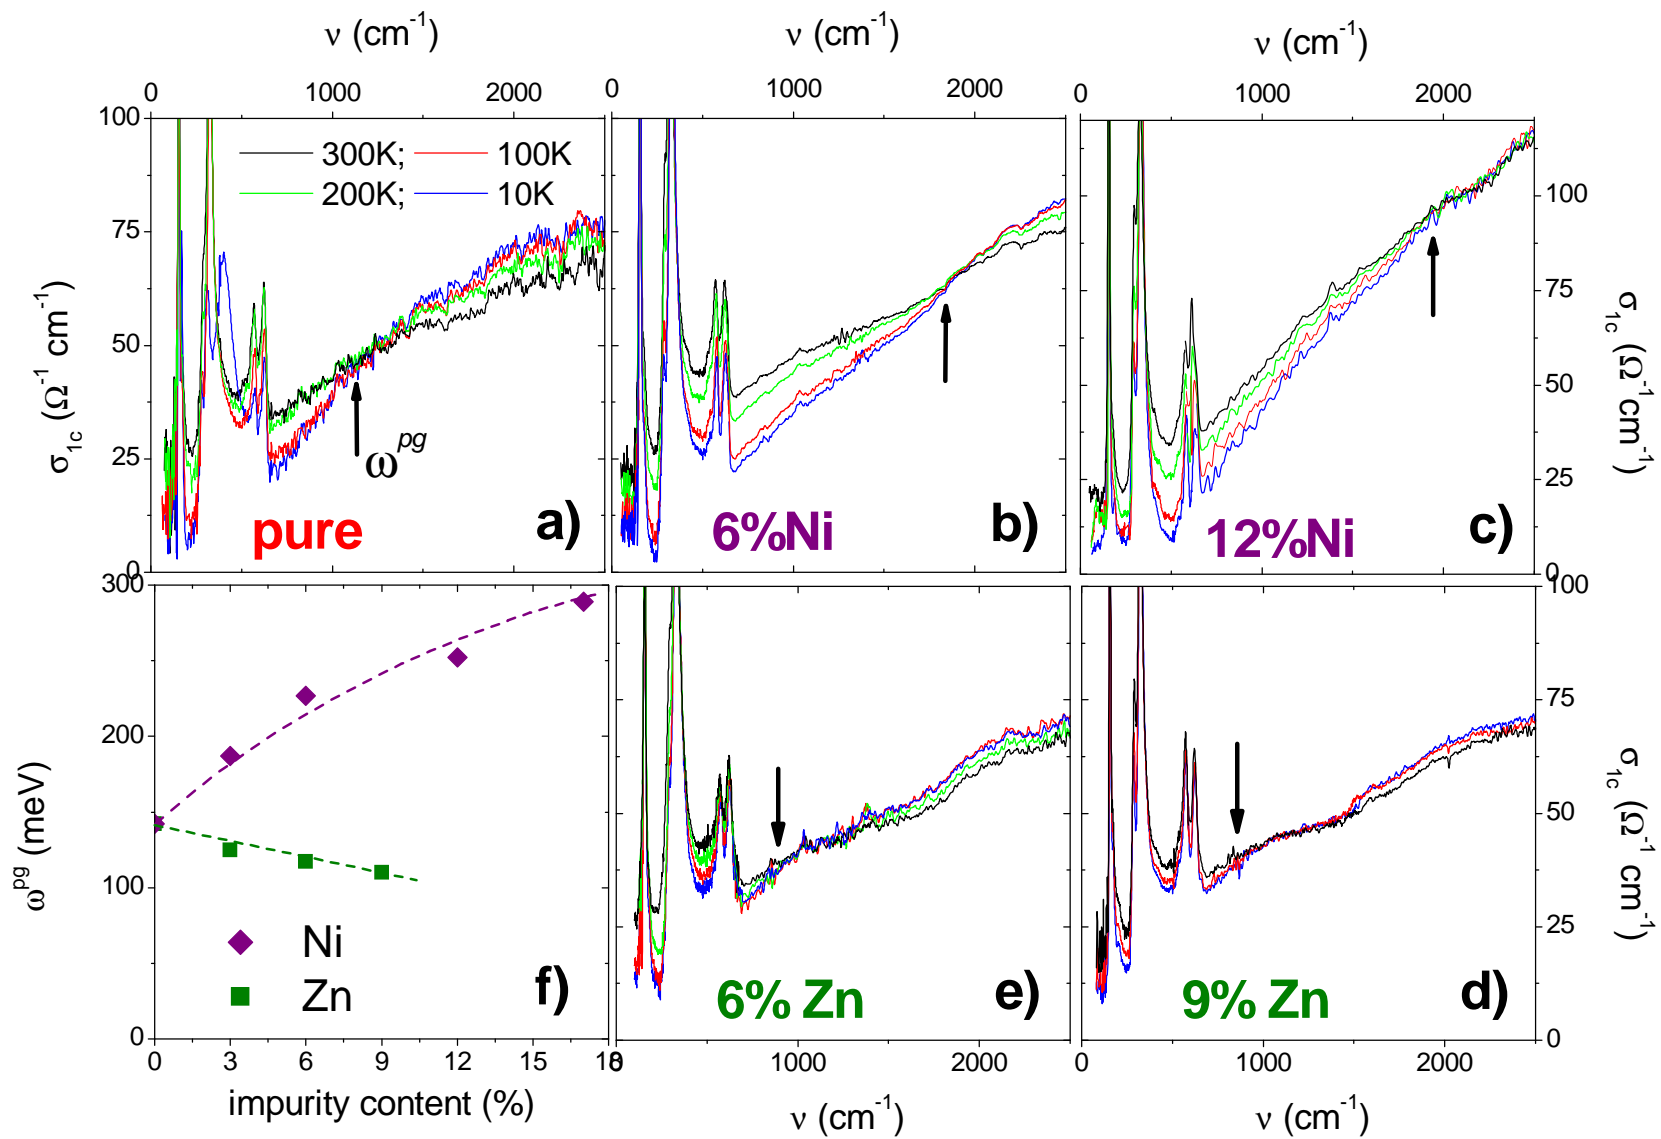 ν (cm⁻¹) ν (cm⁻¹) ν (cm⁻¹)
0 1000 2000 0 1000 2000 0 1000 2000
100
75
50
25
0
σ₁c (Ω⁻¹ cm⁻¹)
300K; 100K
200K; 10K
ω^pg
pure a)
6%Ni b)
12%Ni c)
100
75
50
25
0
σ₁c (Ω⁻¹cm⁻¹)
300
200
100
0
ω^pg (meV)
Ni
Zn
f)
0 3 6 9 12 15 18
impurity content (%)
6% Zn e)
0 1000 2000
ν (cm⁻¹)
9% Zn d)
0 1000 2000
ν (cm⁻¹)
100
75
50
25
0
σ₁c (Ω⁻¹ cm⁻¹)